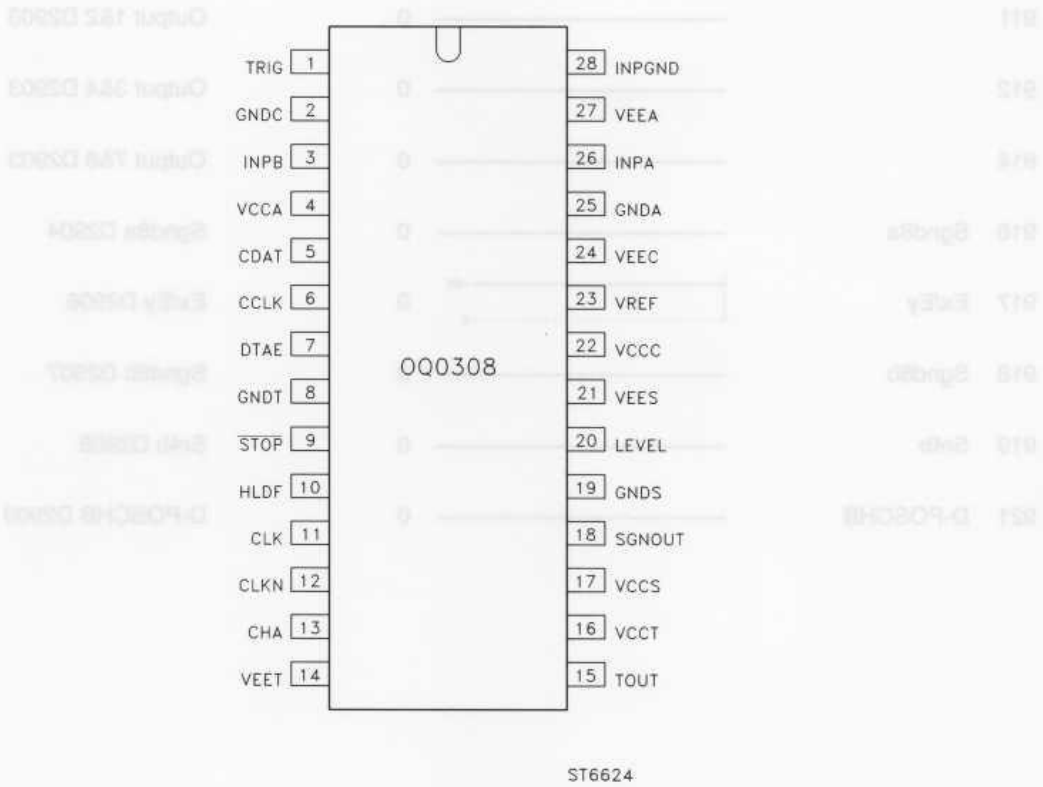 TRIG 1 28 INPGND
GNDC 2 27 VEEA
INPB 3 26 INPA
VCCA 4 25 GNDA
CDAT 5 24 VEEC
CCLK 6 23 VREF
DTAE 7 22 VCCC
OQ0308
GNDT 8 21 VEES
STOP 9 20 LEVEL
HLDF 10 19 GNDS
CLK 11 18 SGNOUT
CLKN 12 17 VCCS
CHA 13 16 VCCT
VEET 14 15 TOUT
ST6624